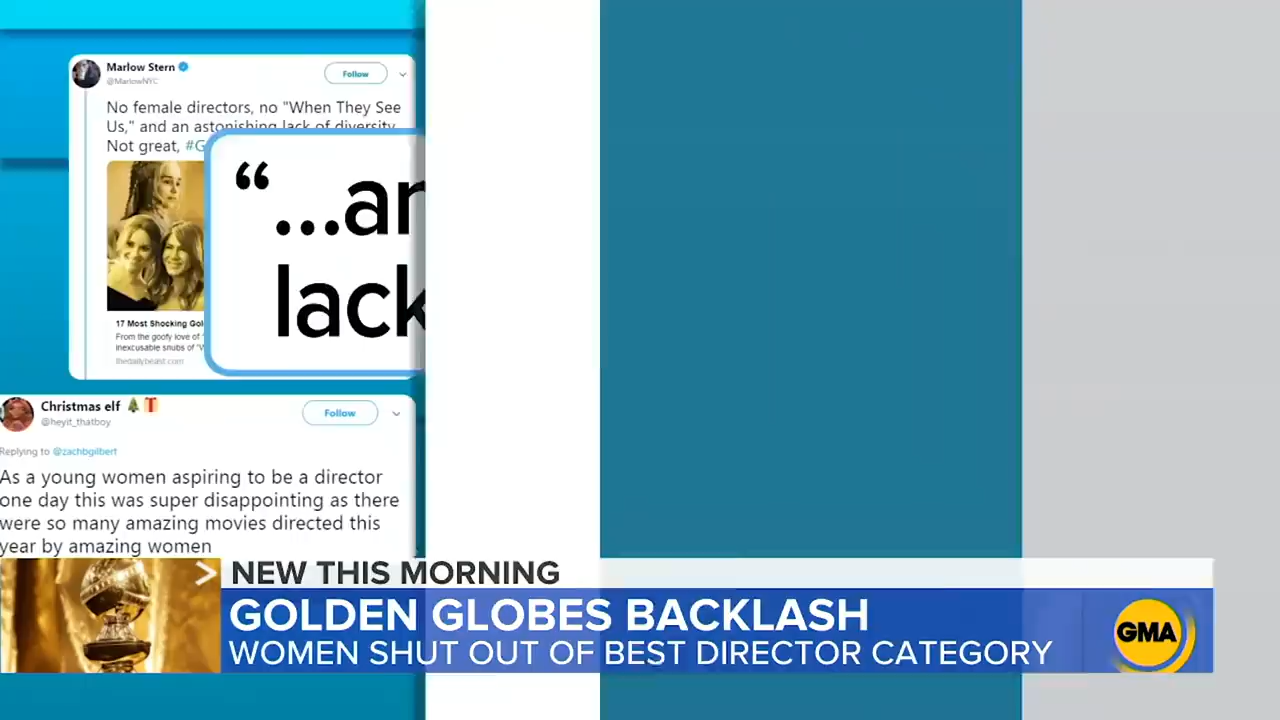 Marlow Stern
@MarlowNYC
Follow
No female directors, no "When They See
Us," and an astonishing lack of diversity.
Not great, #G
“...an
lack
17 Most Shocking Gol
From the goofy love of
inexcusable snubs of "V
thedailybeast.com
Christmas elf
@heyit_thatboy
Follow
Replying to @zachbgilbert
As a young women aspiring to be a director
one day this was super disappointing as there
were so many amazing movies directed this
year by amazing women
NEW THIS MORNING
GOLDEN GLOBES BACKLASH
WOMEN SHUT OUT OF BEST DIRECTOR CATEGORY
GMA